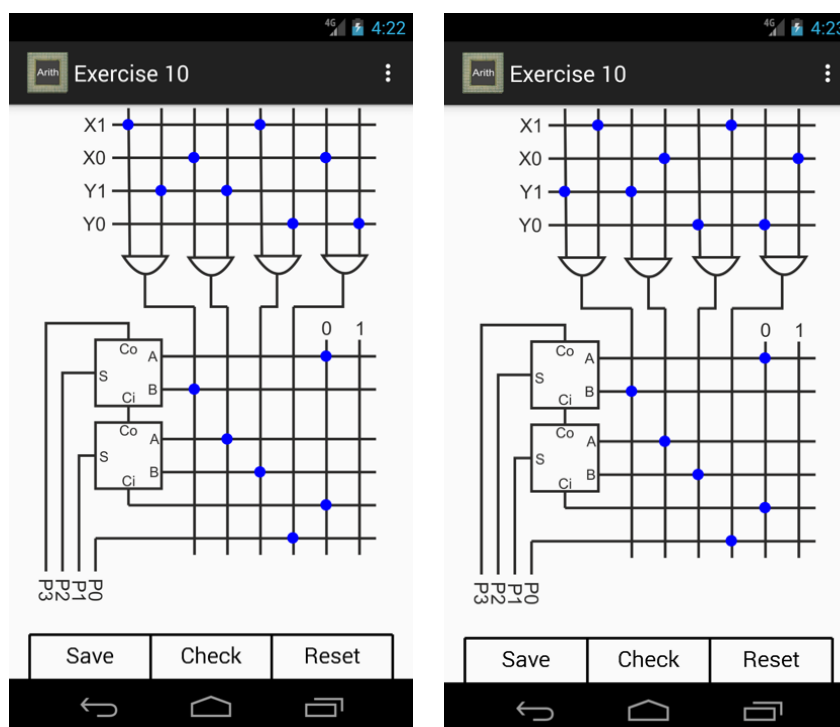 4G 4:22
Arith Exercise 10
X1
X0
Y1
Y0
0 1
Co A
S B
Ci
Co A
S B
Ci
P3 P2 P1 P0
Save Check Reset
4G 4:23
Arith Exercise 10
X1
X0
Y1
Y0
0 1
Co A
S B
Ci
Co A
S B
Ci
P3 P2 P1 P0
Save Check Reset